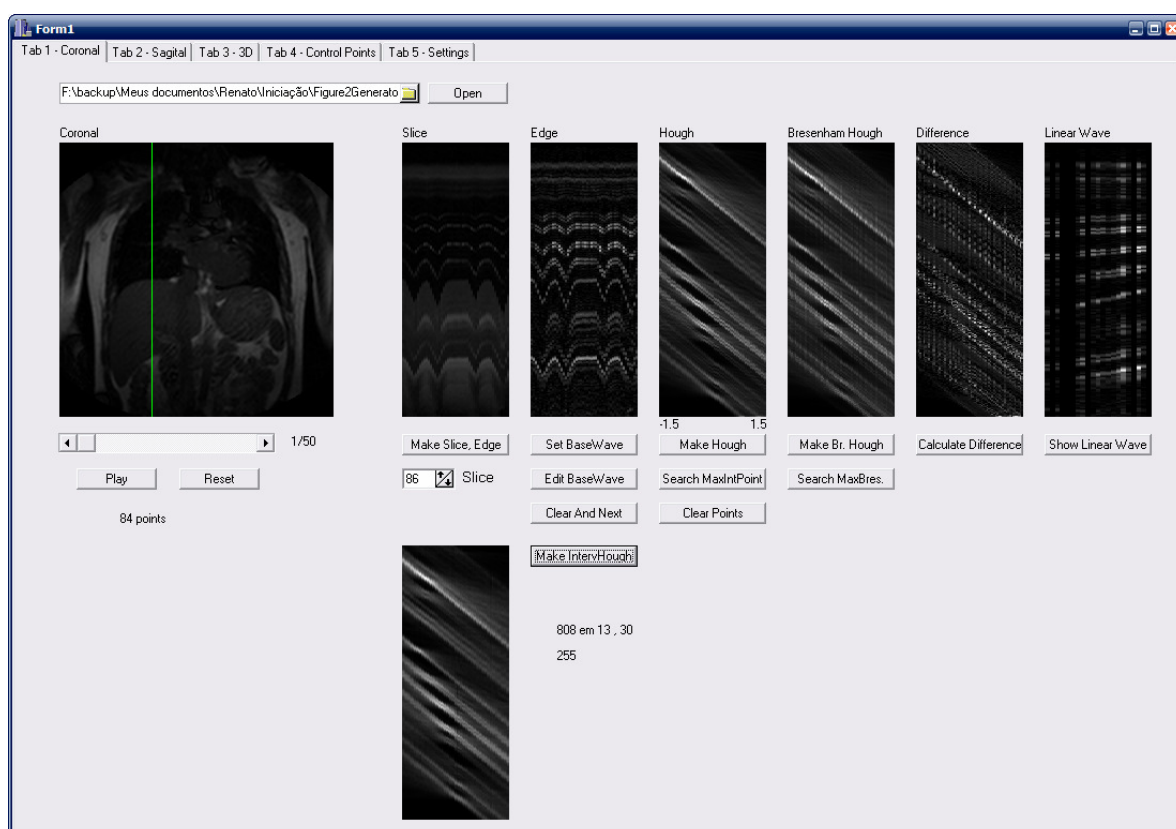 Form1
Tab 1 - Coronal Tab 2 - Sagital Tab 3 - 3D Tab 4 - Control Points Tab 5 - Settings
F:\backup\Meus documentos\Renato\Iniciação\Figure2Generato Open
Coronal Slice Edge Hough Bresenham Hough Difference Linear Wave
-1.5 1.5
1/50 Make Slice, Edge Set BaseWave Make Hough Make Br. Hough Calculate Difference Show Linear Wave
Play Reset 86 Slice Edit BaseWave Search MaxIntPoint Search MaxBres.
84 points Clear And Next Clear Points
Make IntervHough
808 em 13 , 30
255